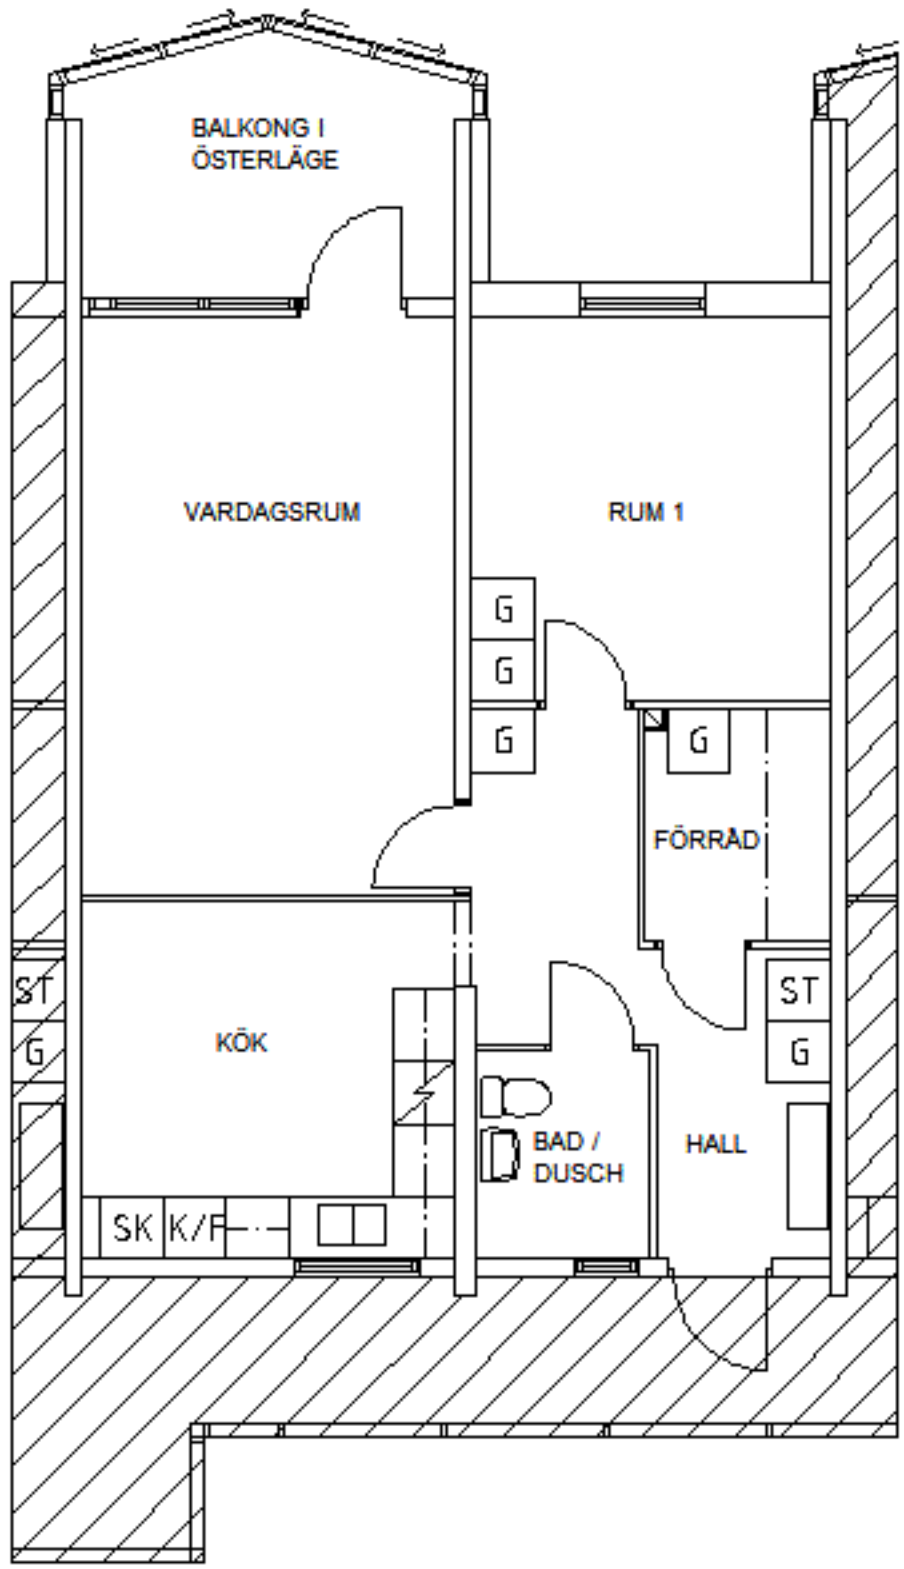 BALKONG I
ÖSTERLÄGE
VARDAGSRUM
RUM 1
G
G
G
G
FÖRRÅD
ST
G
KÖK
ST
G
BAD /
DUSCH
HALL
SK
K/F